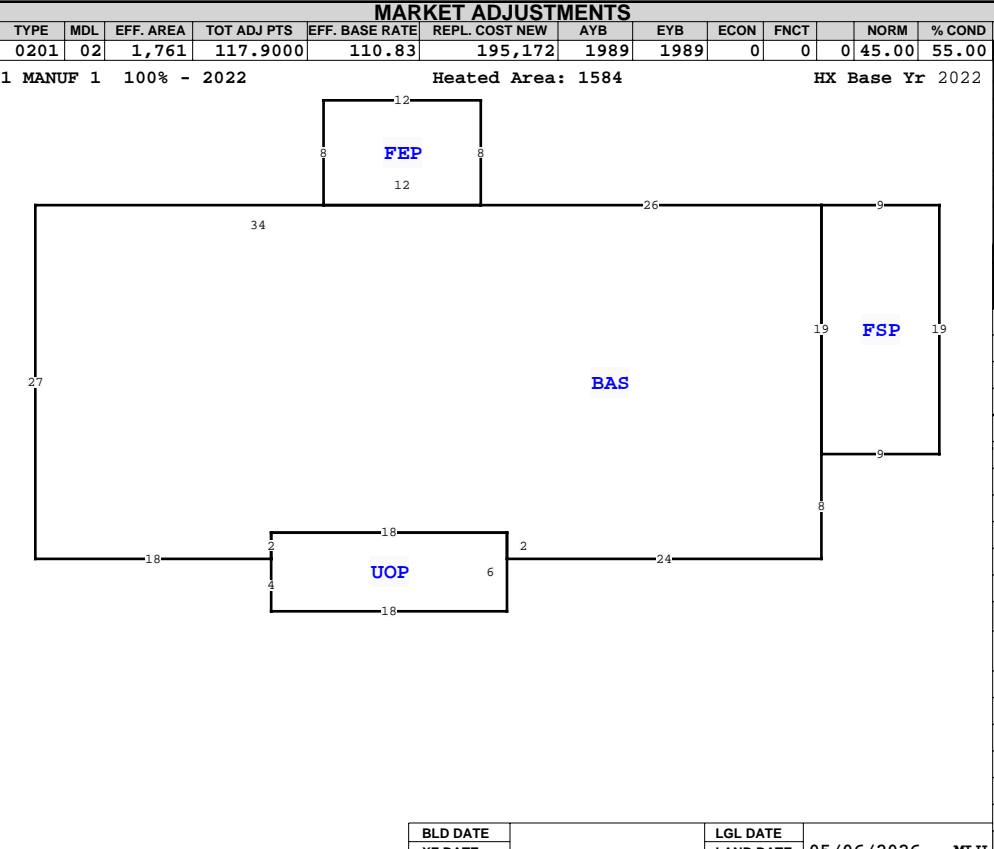 MARKET ADJUSTMENTS
TYPE MDL EFF. AREA TOT ADJ PTS EFF. BASE RATE REPL. COST NEW AYB EYB ECON FNCT NORM % COND
0201 02 1,761 117.9000 110.83 195,172 1989 1989 0 0 0 45.00 55.00
1 MANUF 1 100% - 2022 Heated Area: 1584 HX Base Yr 2022
12
8 FEP 8
12
26 9
34
19 FSP 19
27 BAS
9
8
18
2 2
18 24
UOP 6
4
18
BLD DATE LGL DATE